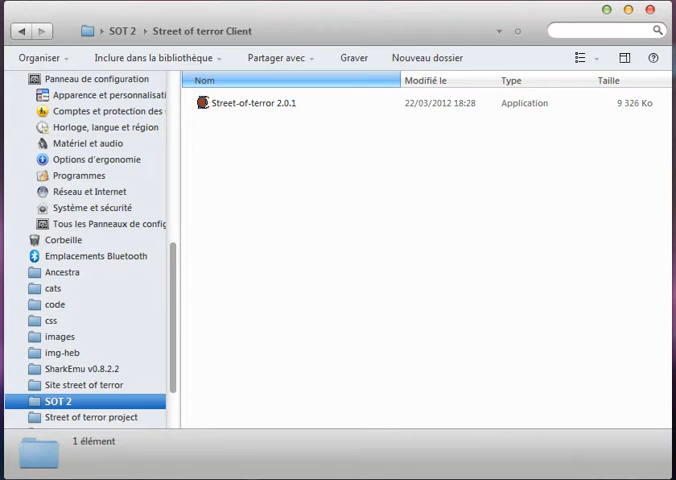 SOT 2 Street of terror Client
Organiser Inclure dans la bibliothèque Partager avec Graver Nouveau dossier
Nom Modifié le Type Taille
Street-of-terror 2.0.1 22/03/2012 18:28 Application 9 326 Ko
Panneau de configuration
Apparence et personnalisati
Comptes et protection des
Horloge, langue et région
Matériel et audio
Options d'ergonomie
Programmes
Réseau et Internet
Système et sécurité
Tous les Panneaux de config
Corbeille
Emplacements Bluetooth
Ancestra
cats
code
css
images
img-heb
SharkEmu v0.8.2.2
Site street of terror
SOT 2
Street of terror project
1 élément